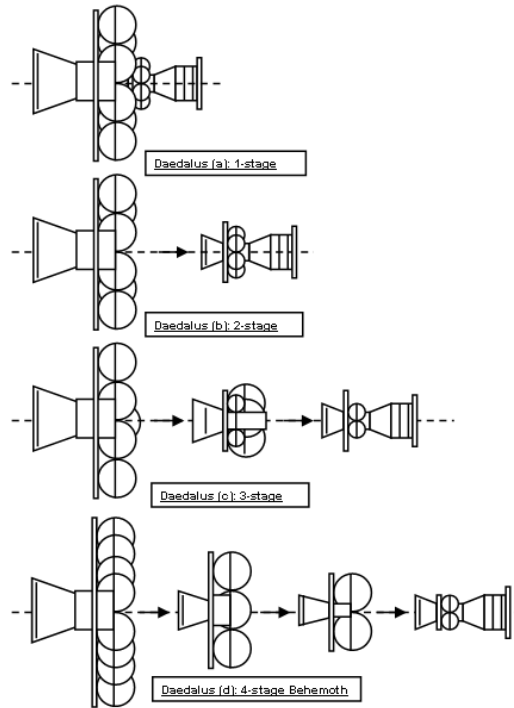 Daedalus (a): 1-stage
Daedalus (b): 2-stage
Daedalus (c): 3-stage
Daedalus (d): 4-stage Behemoth